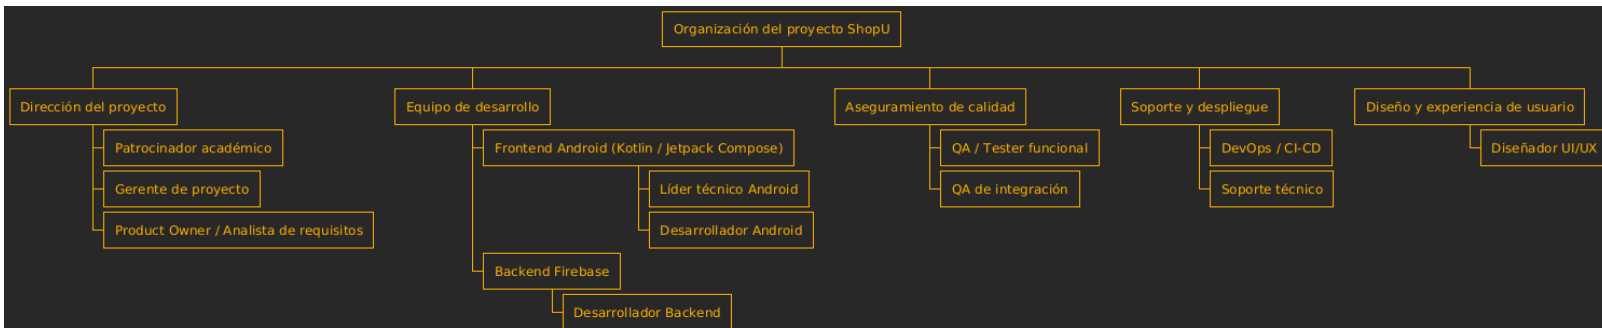 Organización del proyecto ShopU
Dirección del proyecto
Patrocinador académico
Gerente de proyecto
Product Owner / Analista de requisitos
Equipo de desarrollo
Frontend Android (Kotlin / Jetpack Compose)
Líder técnico Android
Desarrollador Android
Backend Firebase
Desarrollador Backend
Aseguramiento de calidad
QA / Tester funcional
QA de integración
Soporte y despliegue
DevOps / CI-CD
Soporte técnico
Diseño y experiencia de usuario
Diseñador UI/UX